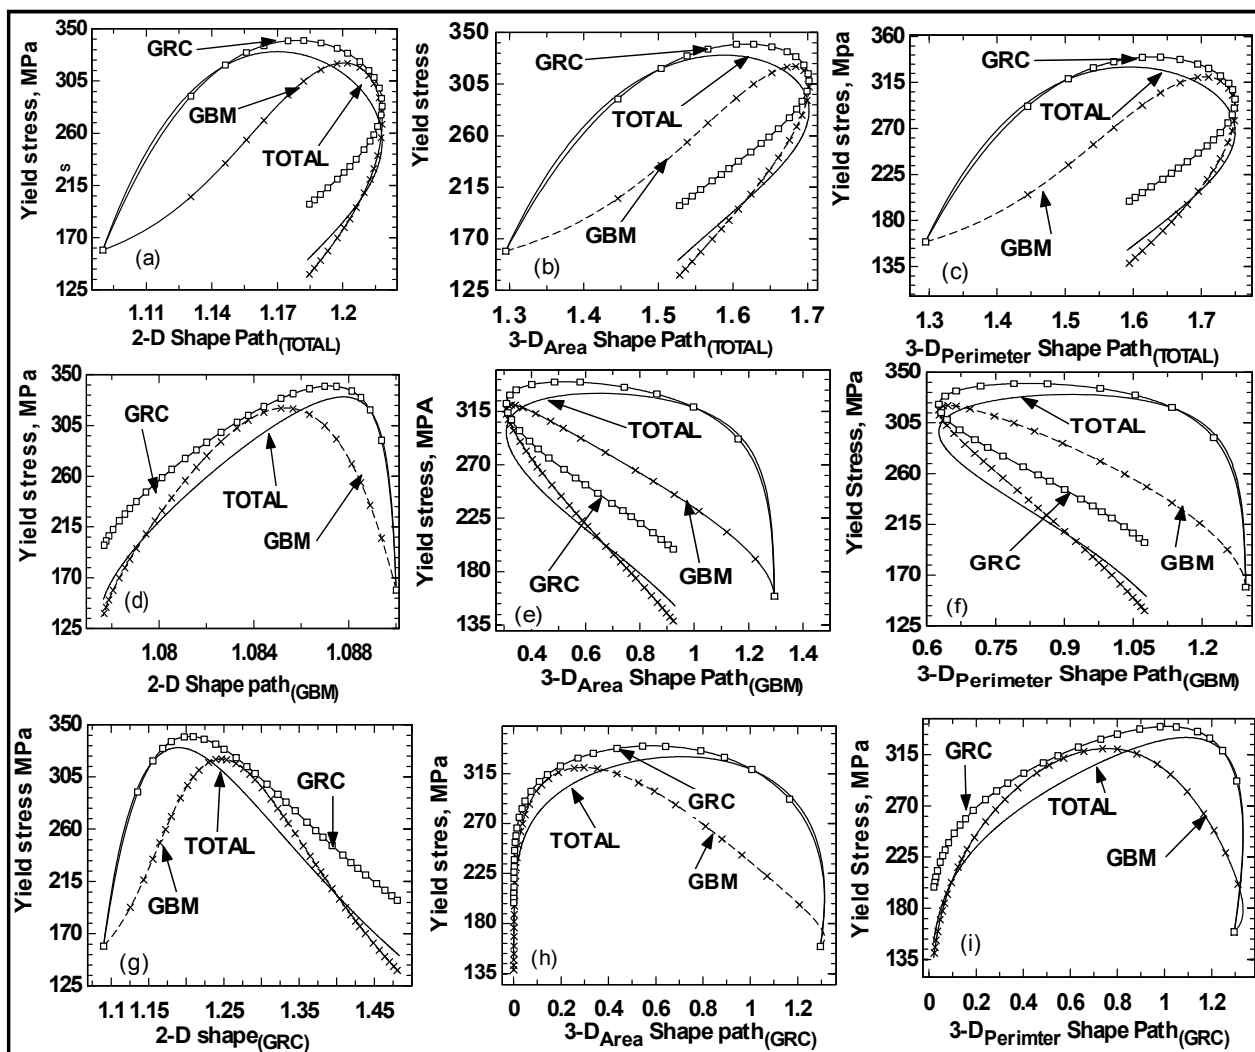 350
305
260
215
170
125
Yield stress, MPa
s
GRC
GBM
TOTAL
(a)
1.11 1.14 1.17 1.2
2-D Shape Path(TOTAL)
350
305
260
215
170
125
Yield stress
GRC
TOTAL
GBM
(b)
1.3 1.4 1.5 1.6 1.7
3-DArea Shape Path(TOTAL)
360
315
270
225
180
135
Yield stres, Mpa
GRC
TOTAL
GBM
(c)
1.3 1.4 1.5 1.6 1.7
3-DPerimeter Shape Path(TOTAL)
350
305
260
215
170
125
Yield stress, MPa
GRC
TOTAL
GBM
(d)
1.08 1.084 1.088
2-D Shape path(GBM)
315
270
225
180
135
Yield stress, MPA
TOTAL
GRC
GBM
(e)
0.4 0.6 0.8 1 1.2 1.4
3-DArea Shape Path(GBM)
350
305
260
215
170
125
Yield Stress, MPa
TOTAL
GBM
GRC
(f)
0.6 0.75 0.9 1.05 1.2
3-DPerimeter Shape Path(GBM)
350
305
260
215
170
125
Yield stress MPa
GRC
TOTAL
GBM
(g)
1.11 1.15 1.25 1.35 1.45
2-D shape(GRC)
315
270
225
180
135
Yield stres, MPa
GRC
TOTAL
GBM
(h)
0 0.2 0.4 0.6 0.8 1 1.2
3-DArea Shape path(GRC)
315
270
225
180
135
Yield Stress, MPa
GRC
TOTAL
GBM
(i)
0 0.2 0.4 0.6 0.8 1 1.2
3-DPerimter Shape Path(GRC)